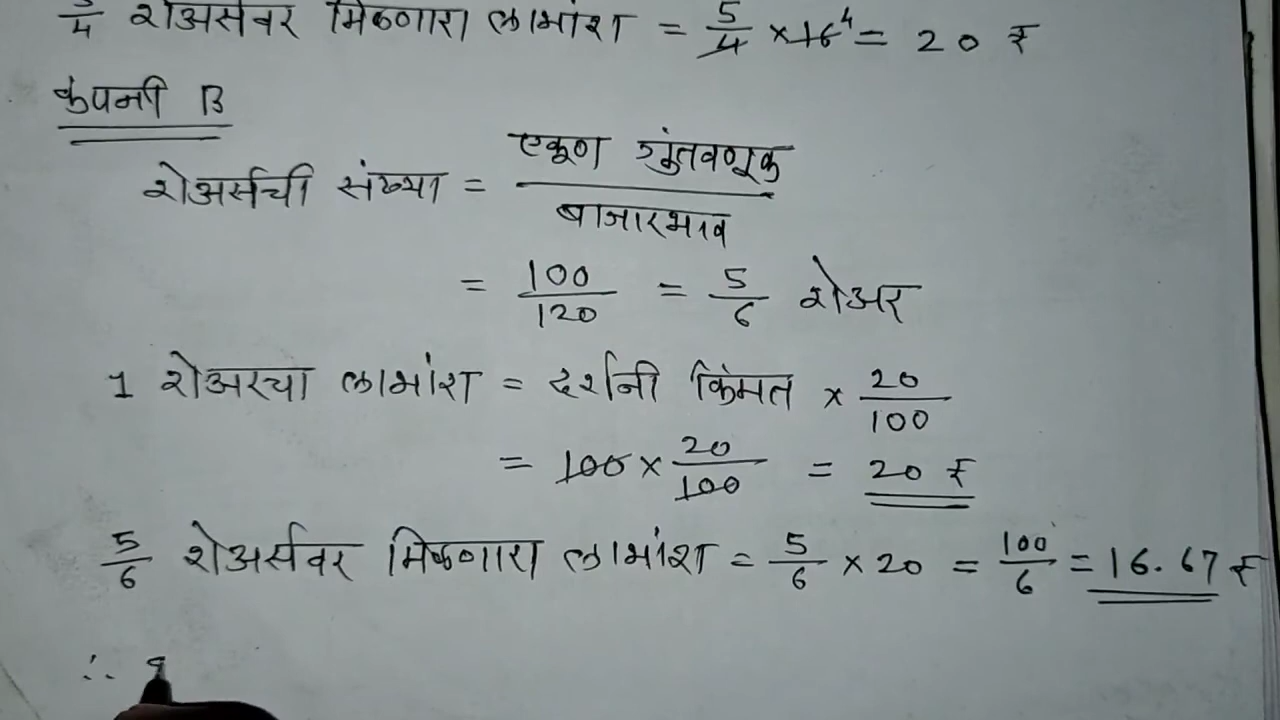 5/4 शेअर्सवर मिळणारा लाभांश = 5/4 × 16 4 = 20 ₹
कंपनी B
शेअर्सची संख्या = एकूण गुंतवणूक / बाजारभाव
= 100/120 = 5/6 शेअर
1 शेअरचा लाभांश = दर्शनी किंमत × 20/100
= 100 × 20/100 = 20 ₹
5/6 शेअर्सवर मिळणारा लाभांश = 5/6 × 20 = 100/6 = 16.67 ₹
∴